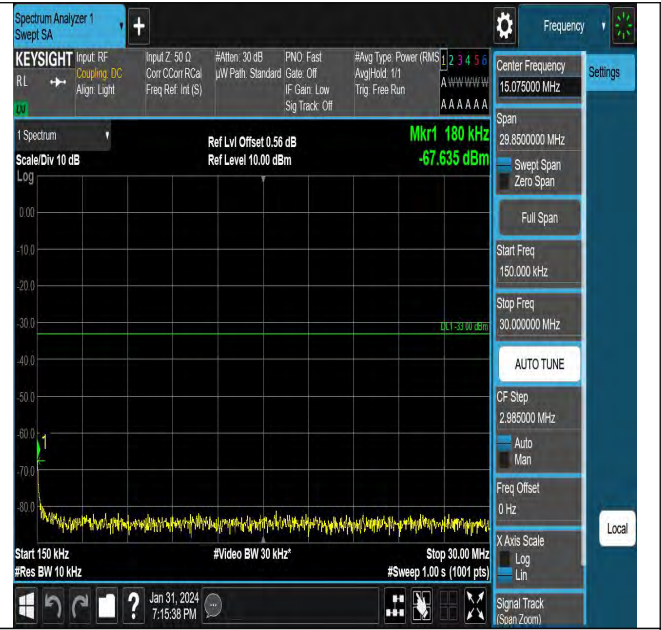 Spectrum Analyzer 1
Swept SA
Frequency
KEYSIGHT
RL
Input: RF
Coupling: DC
Align: Light
Input Z: 50 Ω
Corr CCorr RCal
Freq Ref: Int (S)
#Atten: 30 dB
µW Path: Standard
PNO: Fast
Gate: Off
IF Gain: Low
Sig Track: Off
#Avg Type: Power (RMS
Avg|Hold: 1/1
Trig: Free Run
1 2 3 4 5 6
A W W W W W
A A A A A A
1 Spectrum
Scale/Div 10 dB
Log
Ref Lvl Offset 0.56 dB
Ref Level 10.00 dBm
Mkr1 180 kHz
-67.635 dBm
0.00
-10.0
-20.0
-30.0
-40.0
-50.0
-60.0
-70.0
-80.0
DL1 -33.00 dBm
1
Start 150 kHz
#Res BW 10 kHz
#Video BW 30 kHz*
Stop 30.00 MHz
#Sweep 1.00 s (1001 pts)
Jan 31, 2024
7:15:38 PM
Center Frequency
15.075000 MHz
Settings
Span
29.8500000 MHz
Swept Span
Zero Span
Full Span
Start Freq
150.000 kHz
Stop Freq
30.000000 MHz
AUTO TUNE
CF Step
2.985000 MHz
Auto
Man
Freq Offset
0 Hz
X Axis Scale
Log
Lin
Local
Signal Track
(Span Zoom)